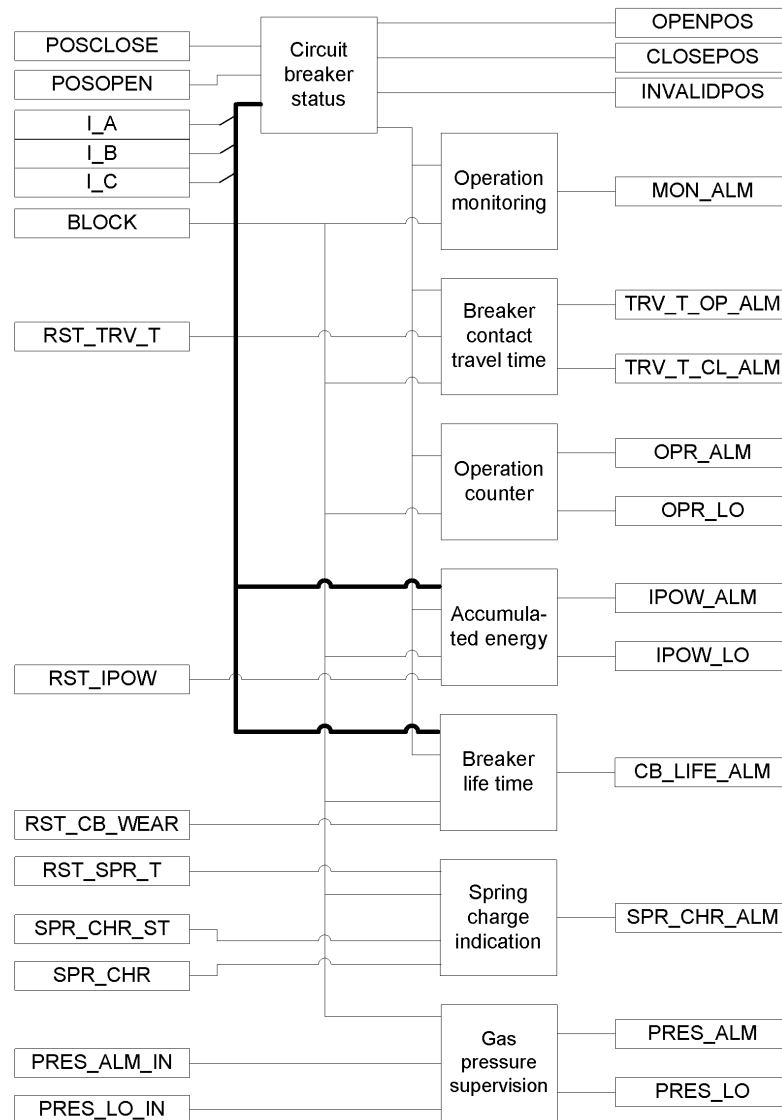 POSCLOSE
POSOPEN
I_A
I_B
I_C
BLOCK
RST_TRV_T
RST_IPOW
RST_CB_WEAR
RST_SPR_T
SPR_CHR_ST
SPR_CHR
PRES_ALM_IN
PRES_LO_IN
Circuit
breaker
status
Operation
monitoring
Breaker
contact
travel time
Operation
counter
Accumula-
ted energy
Breaker
life time
Spring
charge
indication
Gas
pressure
supervision
OPENPOS
CLOSEPOS
INVALIDPOS
MON_ALM
TRV_T_OP_ALM
TRV_T_CL_ALM
OPR_ALM
OPR_LO
IPOW_ALM
IPOW_LO
CB_LIFE_ALM
SPR_CHR_ALM
PRES_ALM
PRES_LO